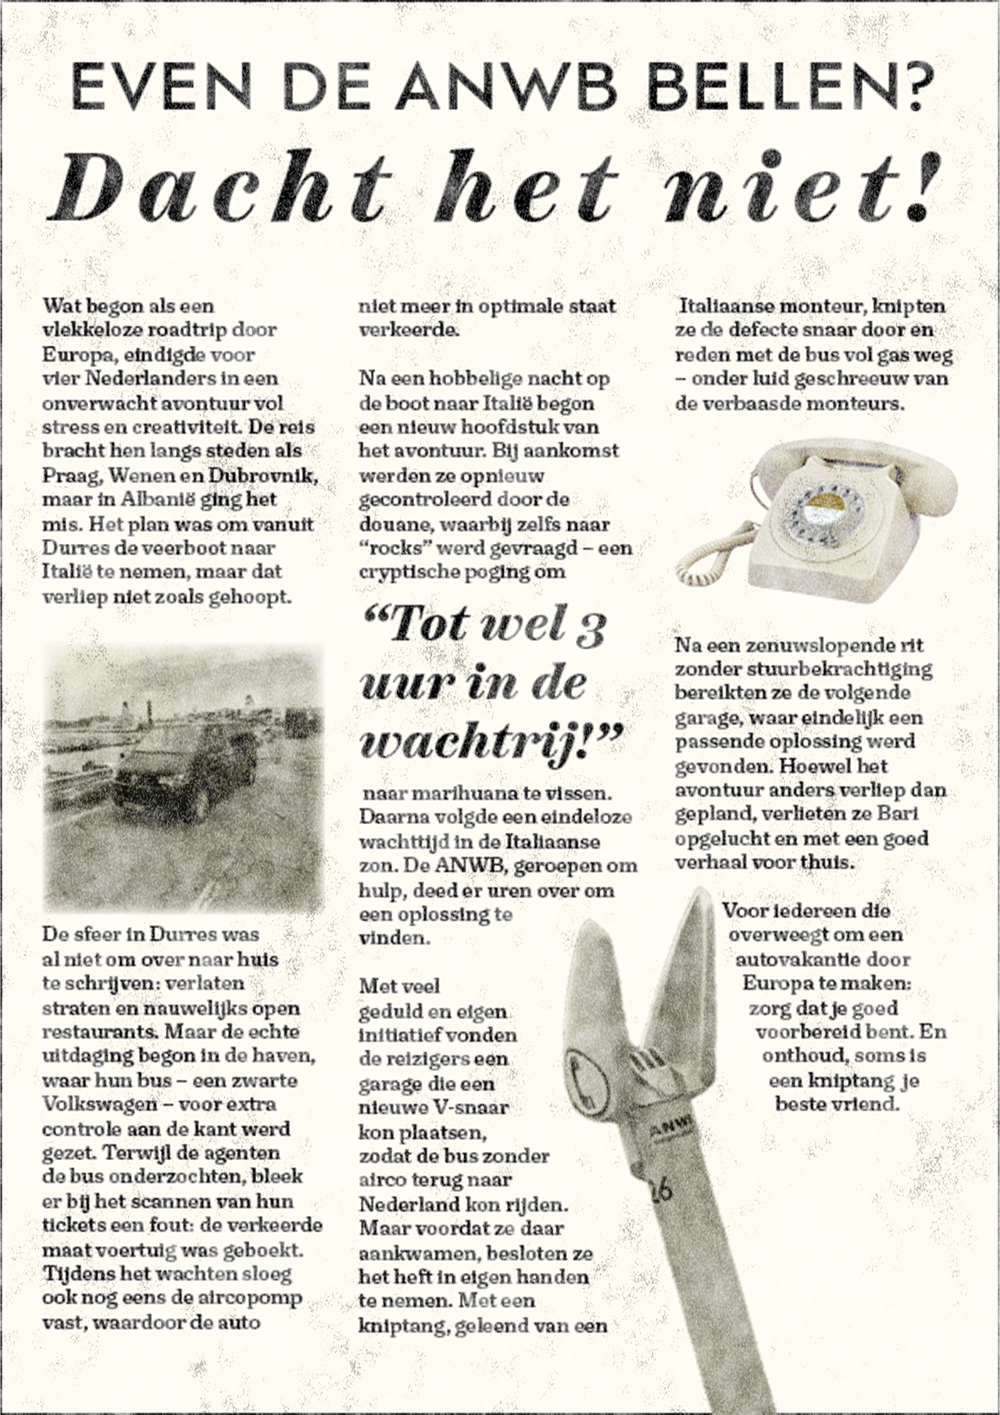 EVEN DE ANWB BELLEN?
Dacht het niet!
Wat begon als een
vlekkeloze roadtrip door
Europa, eindigde voor
vier Nederlanders in een
onverwacht avontuur vol
stress en creativiteit. De reis
bracht hen langs steden als
Praag, Wenen en Dubrovnik,
maar in Albanië ging het
mis. Het plan was om vanuit
Durres de veerboot naar
Italië te nemen, maar dat
verliep niet zoals gehoopt.
De sfeer in Durres was
al niet om over naar huis
te schrijven: verlaten
straten en nauwelijks open
restaurants. Maar de echte
uitdaging begon in de haven,
waar hun bus – een zwarte
Volkswagen – voor extra
controle aan de kant werd
gezet. Terwijl de agenten
de bus onderzochten, bleek
er bij het scannen van hun
tickets een fout: de verkeerde
maat voertuig was geboekt.
Tijdens het wachten sloeg
ook nog eens de aircopomp
vast, waardoor de auto
niet meer in optimale staat
verkeerde.
Na een hobbelige nacht op
de boot naar Italië begon
een nieuw hoofdstuk van
het avontuur. Bij aankomst
werden ze opnieuw
gecontroleerd door de
douane, waarbij zelfs naar
“rocks” werd gevraagd – een
cryptische poging om
“Tot wel 3
uur in de
wachtrij!”
naar marihuana te vissen.
Daarna volgde een eindeloze
wachttijd in de Italiaanse
zon. De ANWB, geroepen om
hulp, deed er uren over om
een oplossing te
vinden.
Met veel
geduld en eigen
initiatief vonden
de reizigers een
garage die een
nieuwe V-snaar
kon plaatsen,
zodat de bus zonder
airco terug naar
Nederland kon rijden.
Maar voordat ze daar
aankwamen, besloten ze
het heft in eigen handen
te nemen. Met een
kniptang, geleend van een
Italiaanse monteur, knipten
ze de defecte snaar door en
reden met de bus vol gas weg
– onder luid geschreeuw van
de verbaasde monteurs.
Na een zenuwslopende rit
zonder stuurbekrachtiging
bereikten ze de volgende
garage, waar eindelijk een
passende oplossing werd
gevonden. Hoewel het
avontuur anders verliep dan
gepland, verlieten ze Bari
opgelucht en met een goed
verhaal voor thuis.
Voor iedereen die
overweegt om een
autovakantie door
Europa te maken:
zorg dat je goed
voorbereid bent. En
onthoud, soms is
een kniptang je
beste vriend.
ANWB
26